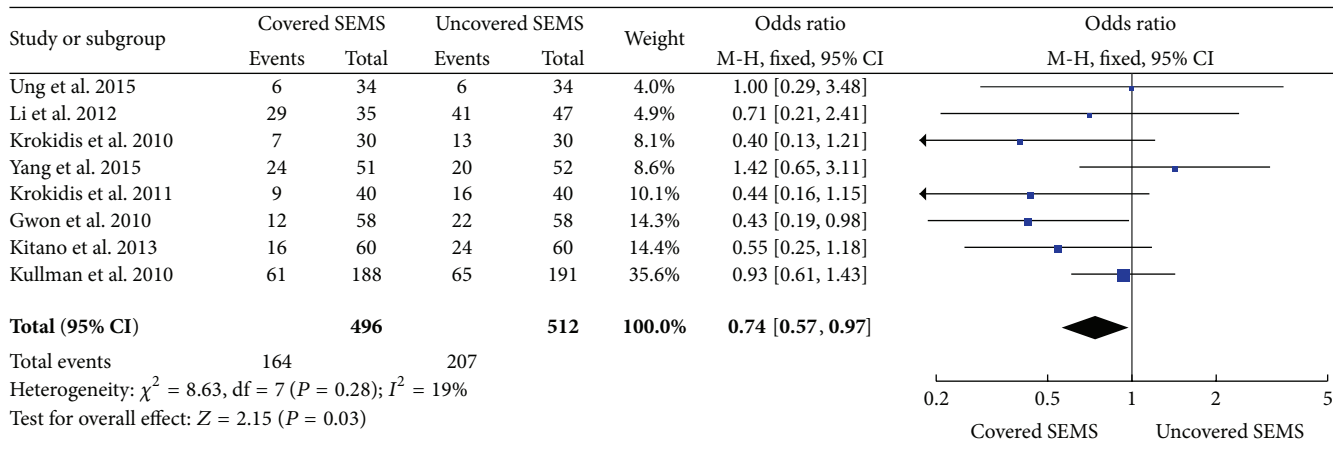 Study or subgroup Covered SEMS Uncovered SEMS Weight Odds ratio Odds ratio
Events Total Events Total M-H, fixed, 95% CI M-H, fixed, 95% CI
Ung et al. 2015 6 34 6 34 4.0% 1.00 [0.29, 3.48]
Li et al. 2012 29 35 41 47 4.9% 0.71 [0.21, 2.41]
Krokidis et al. 2010 7 30 13 30 8.1% 0.40 [0.13, 1.21]
Yang et al. 2015 24 51 20 52 8.6% 1.42 [0.65, 3.11]
Krokidis et al. 2011 9 40 16 40 10.1% 0.44 [0.16, 1.15]
Gwon et al. 2010 12 58 22 58 14.3% 0.43 [0.19, 0.98]
Kitano et al. 2013 16 60 24 60 14.4% 0.55 [0.25, 1.18]
Kullman et al. 2010 61 188 65 191 35.6% 0.93 [0.61, 1.43]
Total (95% CI) 496 512 100.0% 0.74 [0.57, 0.97]
Total events 164 207
Heterogeneity: χ² = 8.63, df = 7 (P = 0.28); I² = 19%
Test for overall effect: Z = 2.15 (P = 0.03)
0.2 0.5 1 2 5
Covered SEMS Uncovered SEMS